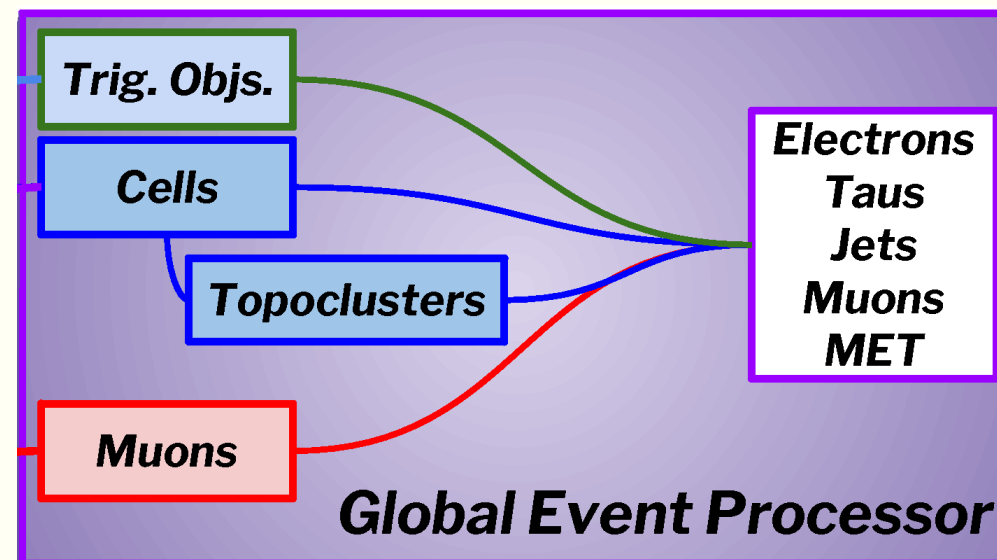 Trig. Objs.
Cells
Topoclusters
Muons
Electrons
Taus
Jets
Muons
MET
Global Event Processor